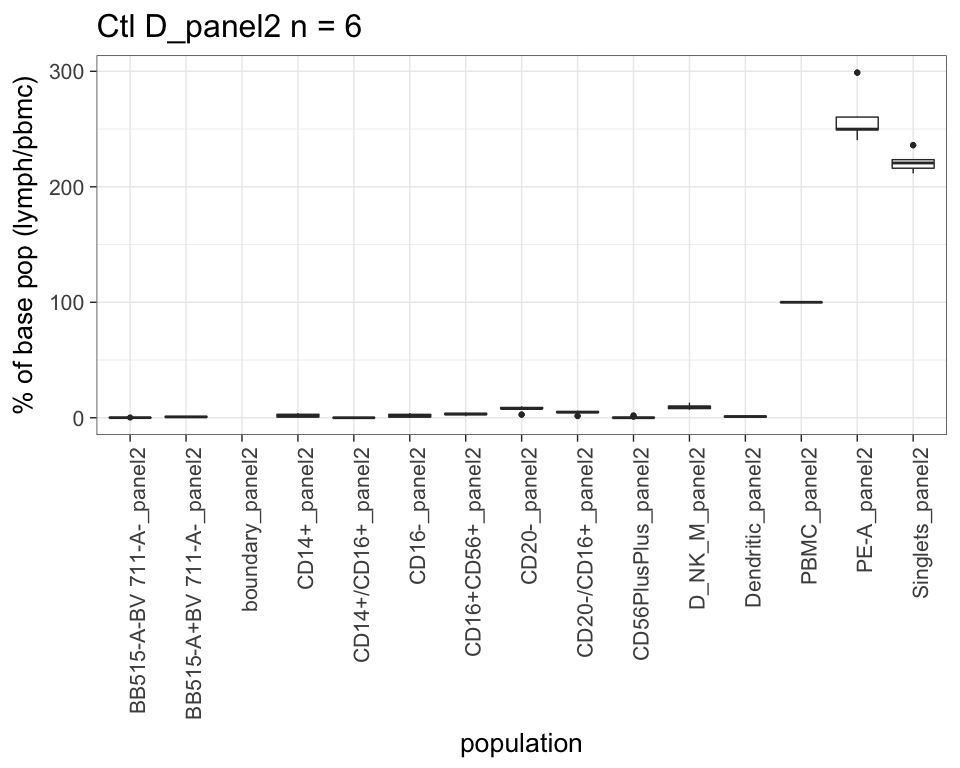 Ctl D_panel2 n = 6
% of base pop (lymph/pbmc)
300
200
100
0
BB515-A-BV 711-A-_panel2
BB515-A+BV 711-A-_panel2
boundary_panel2
CD14+_panel2
CD14+/CD16+_panel2
CD16-_panel2
CD16+CD56+_panel2
CD20-_panel2
CD20-/CD16+_panel2
CD56PlusPlus_panel2
D_NK_M_panel2
Dendritic_panel2
PBMC_panel2
PE-A_panel2
Singlets_panel2
population